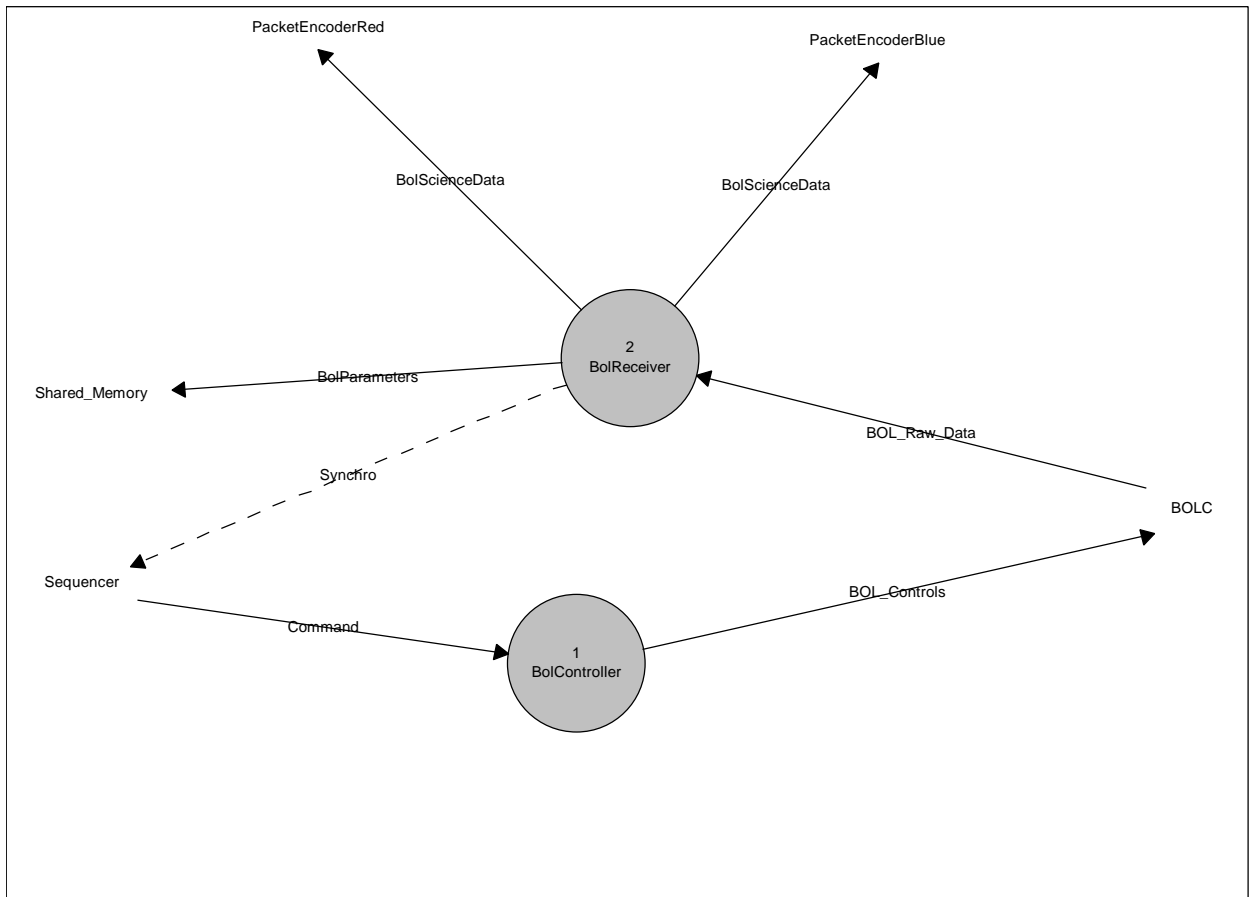 PacketEncoderRed
PacketEncoderBlue
BolScienceData
BolScienceData
2
BolReceiver
BolParameters
Shared_Memory
BOL_Raw_Data
Synchro
BOLC
Sequencer
BOL_Controls
Command
1
BolController